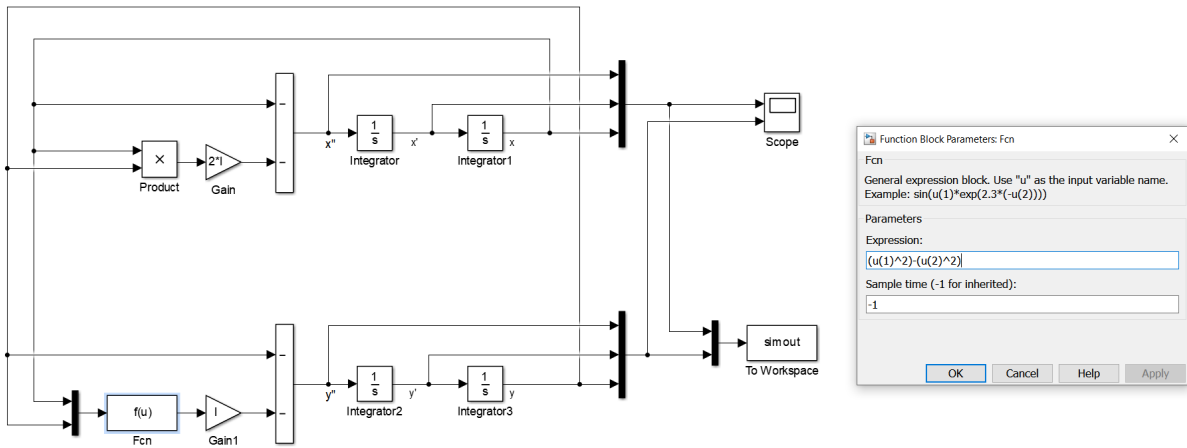 −
×
Product
2*I
Gain
−
x"
1
s
Integrator
x'
1
s
Integrator1
x
Scope
−
f(u)
Fcn
I
Gain1
−
y"
1
s
Integrator2
y'
1
s
Integrator3
y
simout
To Workspace
Function Block Parameters: Fcn
Fcn
General expression block. Use "u" as the input variable name.
Example: sin(u(1)*exp(2.3*(-u(2))))
Parameters
Expression:
(u(1)^2)-(u(2)^2)
Sample time (-1 for inherited):
-1
OK
Cancel
Help
Apply